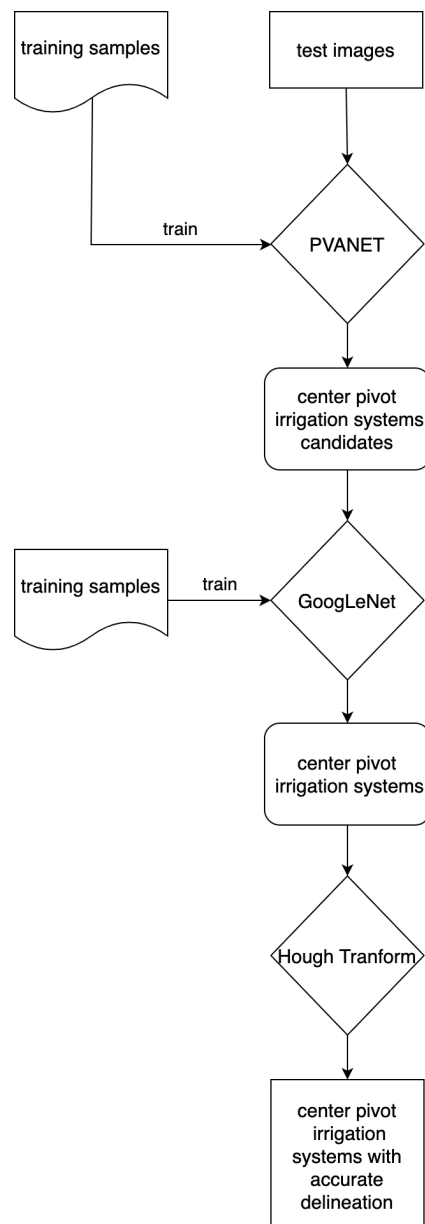 training samples
test images
train
PVANET
center pivot
irrigation systems
candidates
training samples
train
GoogLeNet
center pivot
irrigation systems
Hough Tranform
center pivot
irrigation
systems with
accurate
delineation